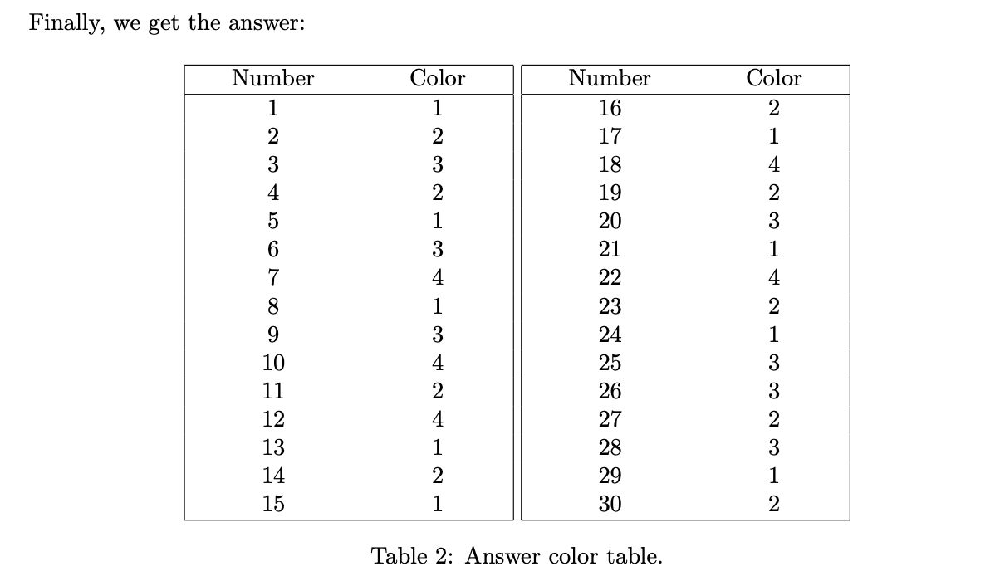 Finally, we get the answer:
Number Color Number Color
1 1 16 2
2 2 17 1
3 3 18 4
4 2 19 2
5 1 20 3
6 3 21 1
7 4 22 4
8 1 23 2
9 3 24 1
10 4 25 3
11 2 26 3
12 4 27 2
13 1 28 3
14 2 29 1
15 1 30 2
Table 2: Answer color table.